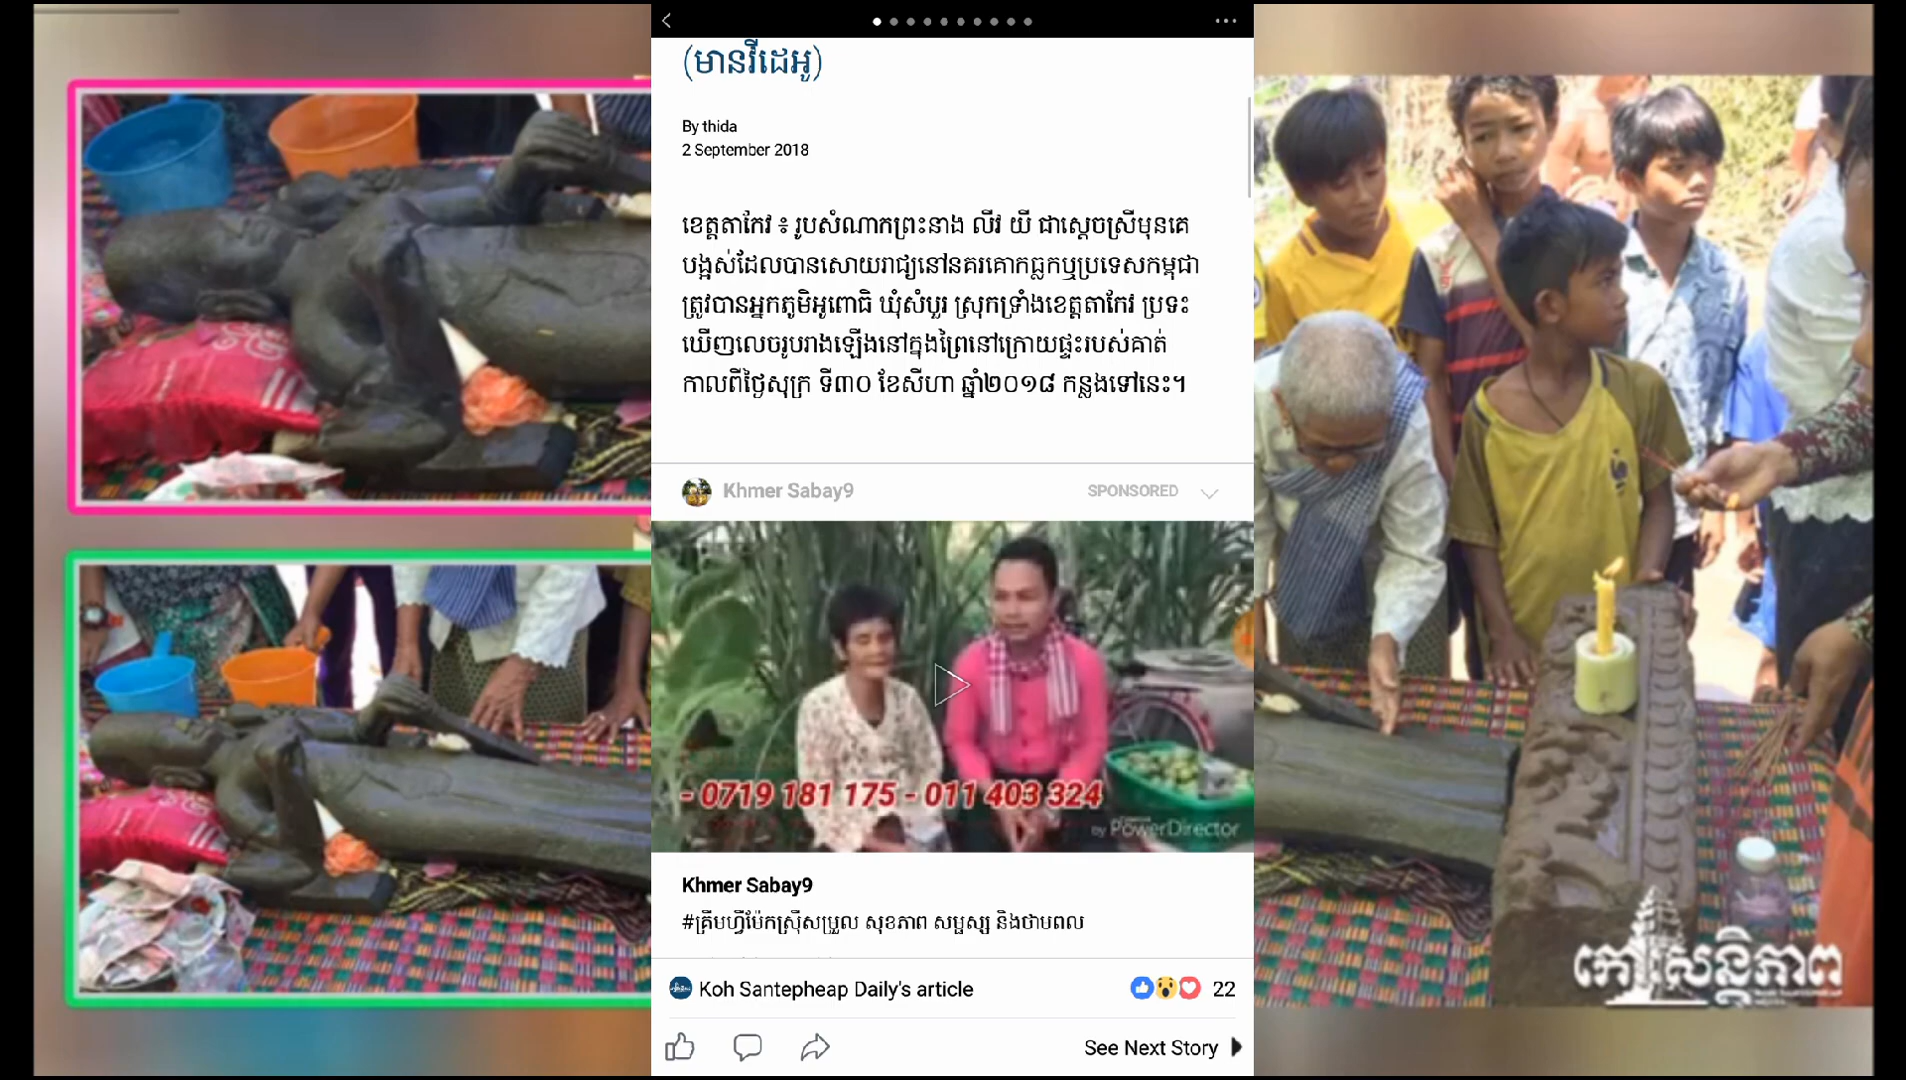 (មានវីដេអូ)
By thida
2 September 2018
ខេត្តតាកែវ ៖ រូបសំណាកព្រះនាង លីវ យី ជាស្ដេចស្រីមុនគេ
បង្អស់ដែលបានសោយរាជ្យនៅនគរគោកធ្លកឬប្រទេសកម្ពុជា
ត្រូវបានអ្នកភូមិអូពោធិ ឃុំសំបួរ ស្រុកទ្រាំងខេត្តតាកែវ ប្រទះ
ឃើញលេចរូបរាងឡើងនៅក្នុងព្រៃនៅក្រោយផ្ទះរបស់គាត់
កាលពីថ្ងៃសុក្រ ទី៣០ ខែសីហា ឆ្នាំ២០១៨ កន្លងទៅនេះ។
Khmer Sabay9
SPONSORED
- 0719 181 175 - 011 403 324
by PowerDirector
Khmer Sabay9
#គ្រីមហ្វឺម៉ែកស្រ៊ីសប្រួល សុខភាព សម្ផស្ស និងថាមពល
Koh Santepheap Daily's article
22
See Next Story
កោះសន្តិភាព